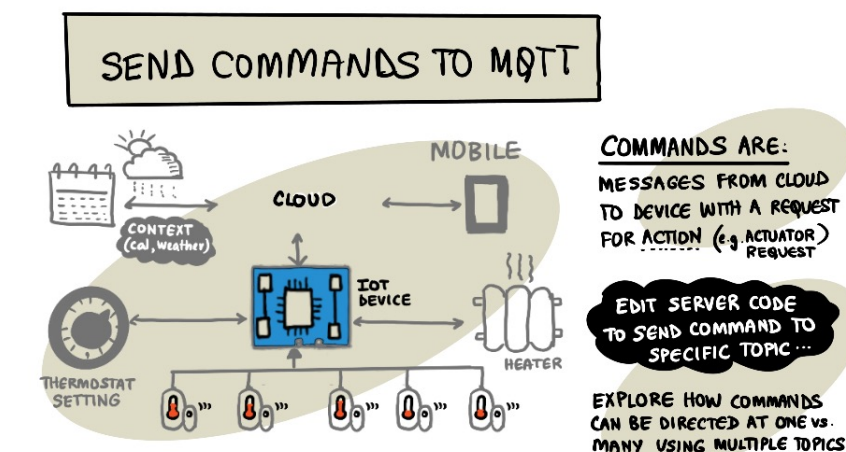 SEND COMMANDS TO MQTT
MOBILE
CLOUD
CONTEXT
(cal, weather)
IOT
DEVICE
THERMOSTAT
SETTING
HEATER
COMMANDS ARE:
MESSAGES FROM CLOUD
TO DEVICE WITH A REQUEST
FOR ACTION (e.g. ACTUATOR)
REQUEST
EDIT SERVER CODE
TO SEND COMMAND TO
SPECIFIC TOPIC...
EXPLORE HOW COMMANDS
CAN BE DIRECTED AT ONE vs.
MANY USING MULTIPLE TOPICS